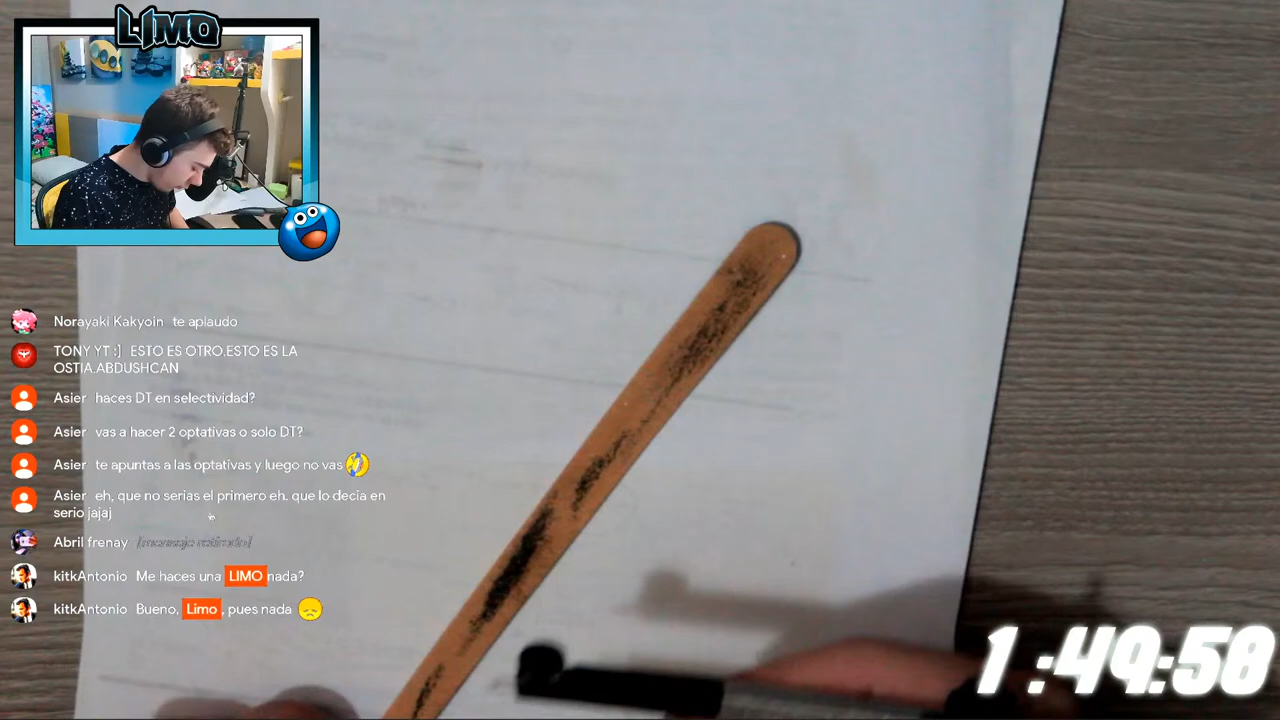 LIMO
Norayaki Kakyoin te aplaudo
TONY YT :] ESTO ES OTRO.ESTO ES LA
OSTIA.ABDUSHCAN
Asier haces DT en selectividad?
Asier vas a hacer 2 optativas o solo DT?
Asier te apuntas a las optativas y luego no vas
Asier eh, que no serias el primero eh. que lo decia en
serio jajaj
Abril frenay [mensaje retirado]
kitkAntonio Me haces una LIMO nada?
kitkAntonio Bueno, Limo, pues nada
1:49:58